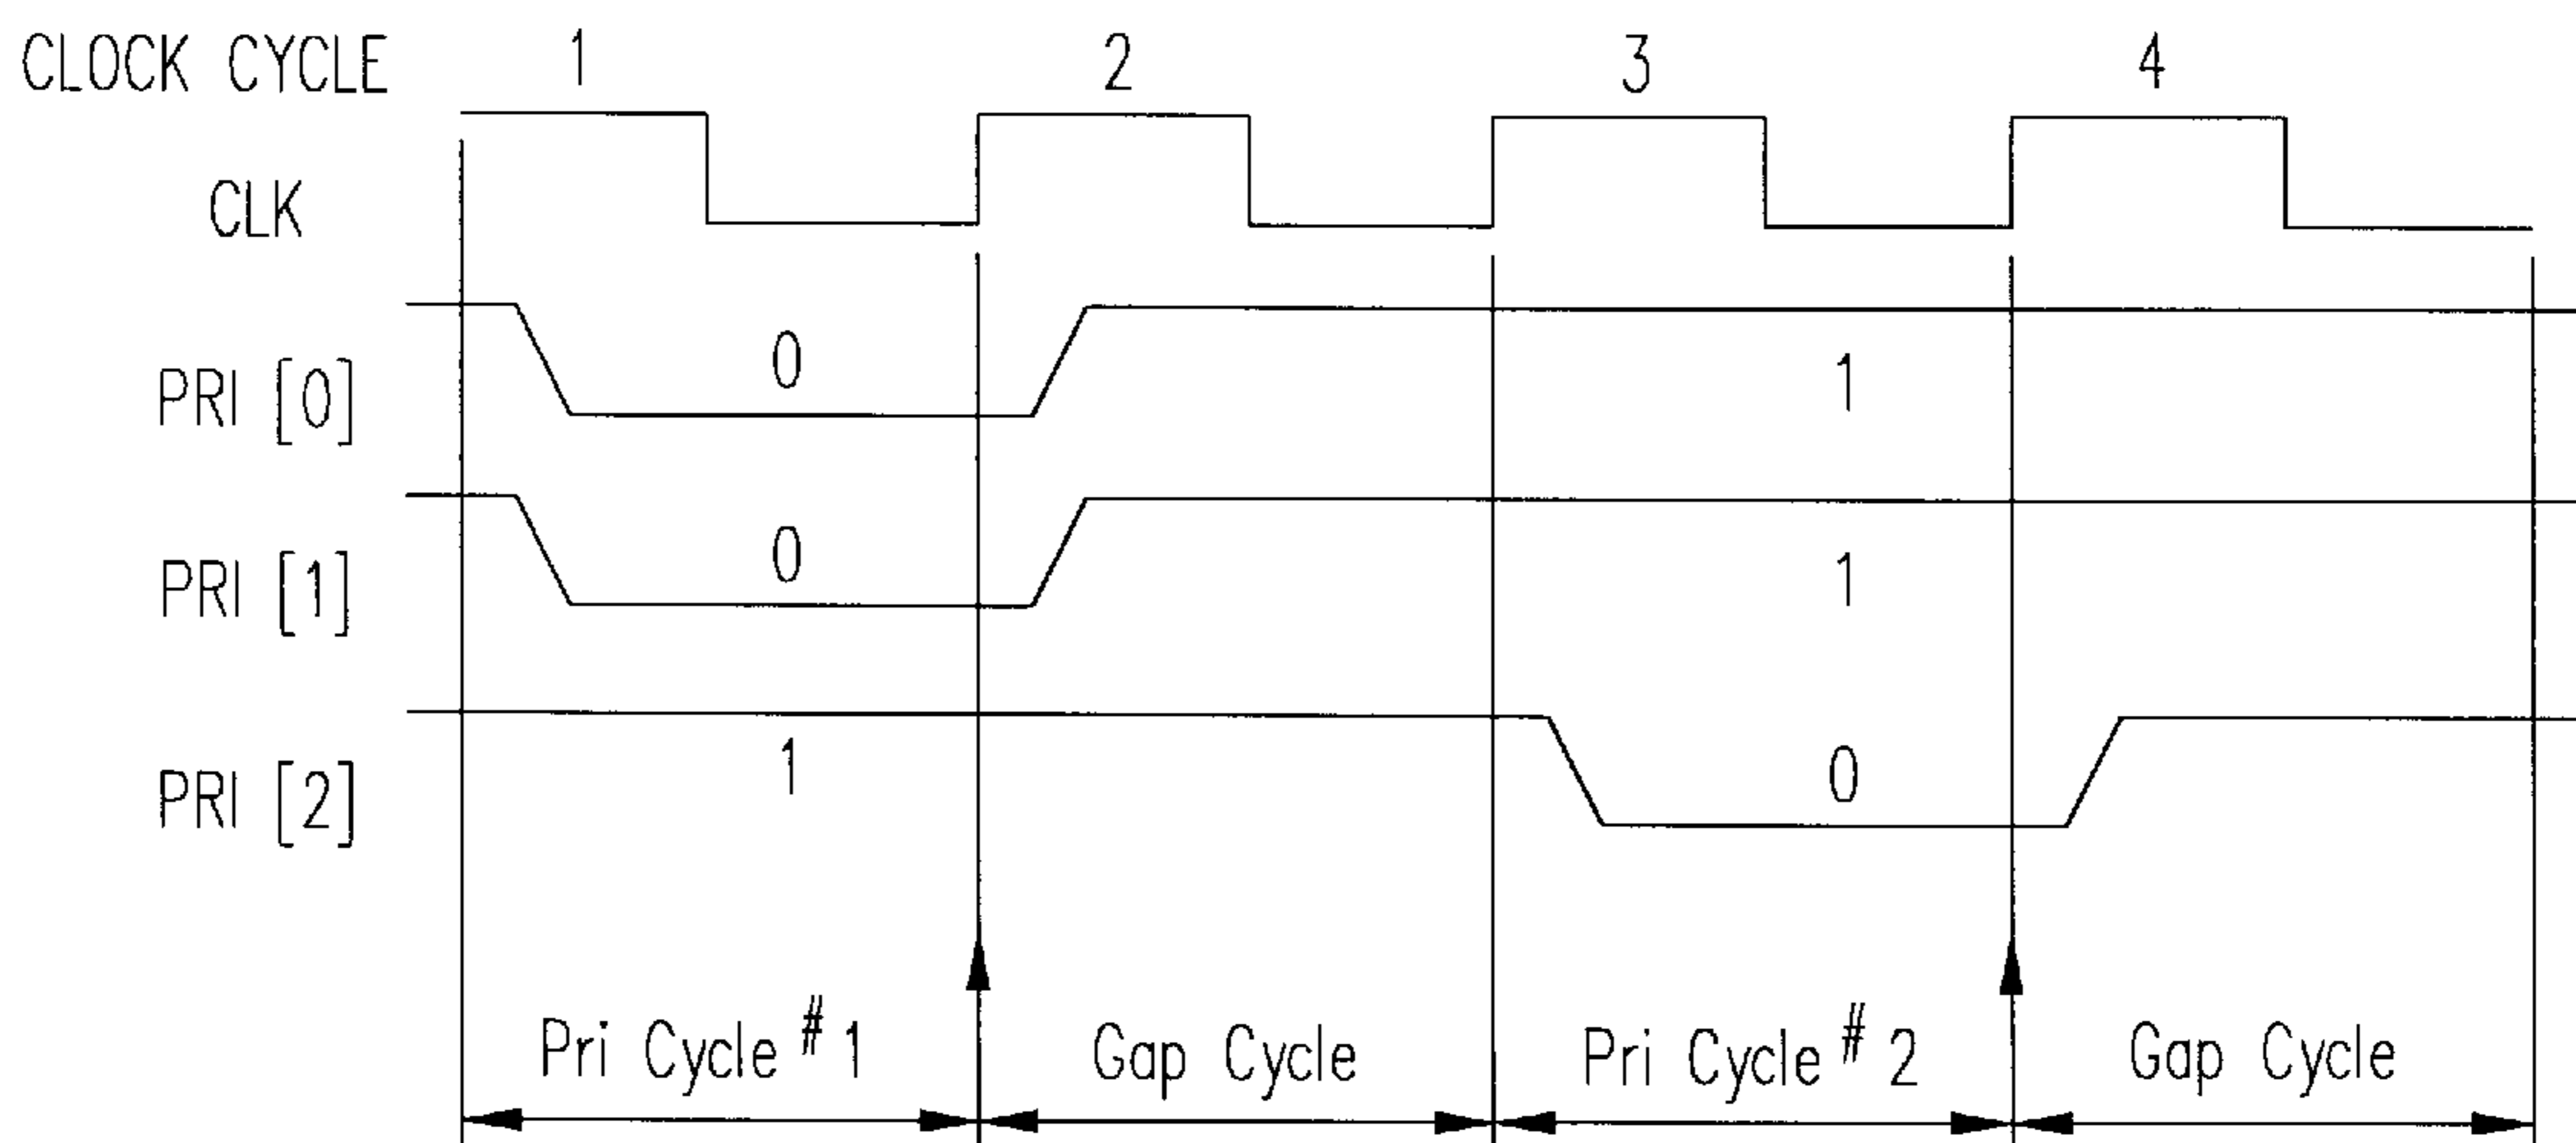 CLOCK CYCLE 1 2 3 4
CLK
PRI [0] 0 1
PRI [1] 0 1
PRI [2] 1 0
Pri Cycle # 1 Gap Cycle Pri Cycle # 2 Gap Cycle